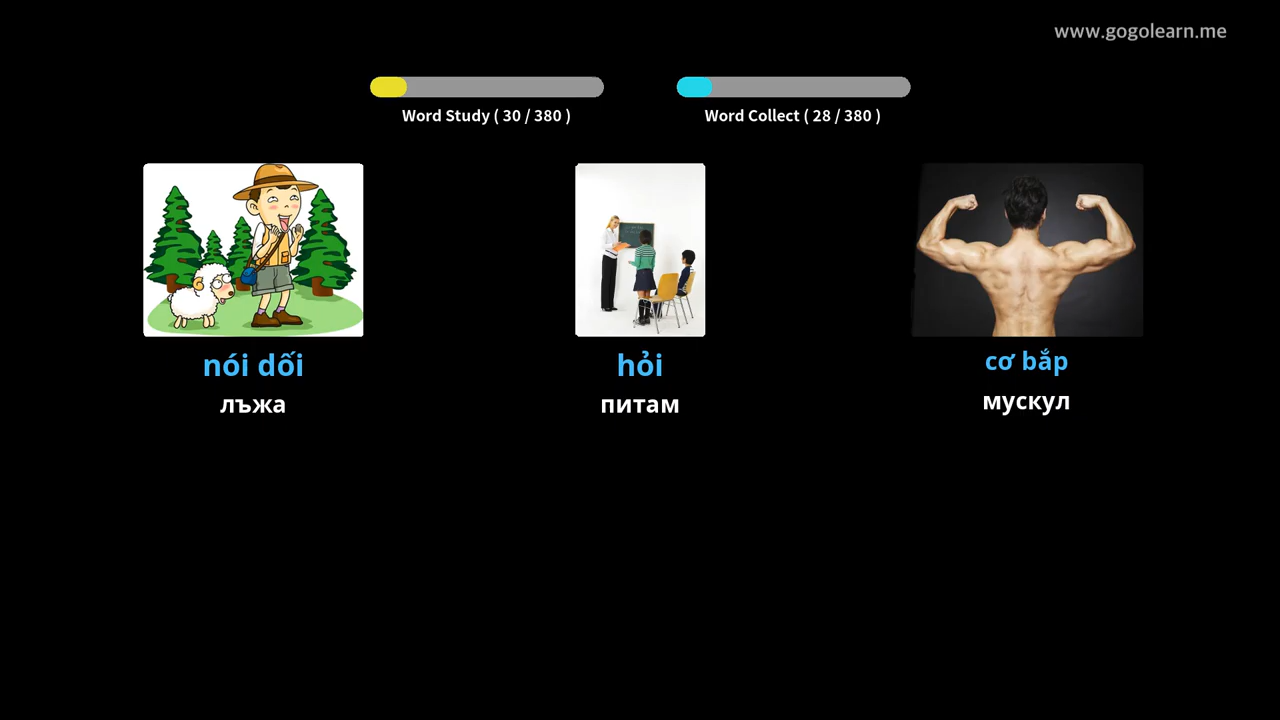 www.gogolearn.me
Word Study ( 30 / 380 )
Word Collect ( 28 / 380 )
nói dối
лъжа
hỏi
питам
cơ bắp
мускул